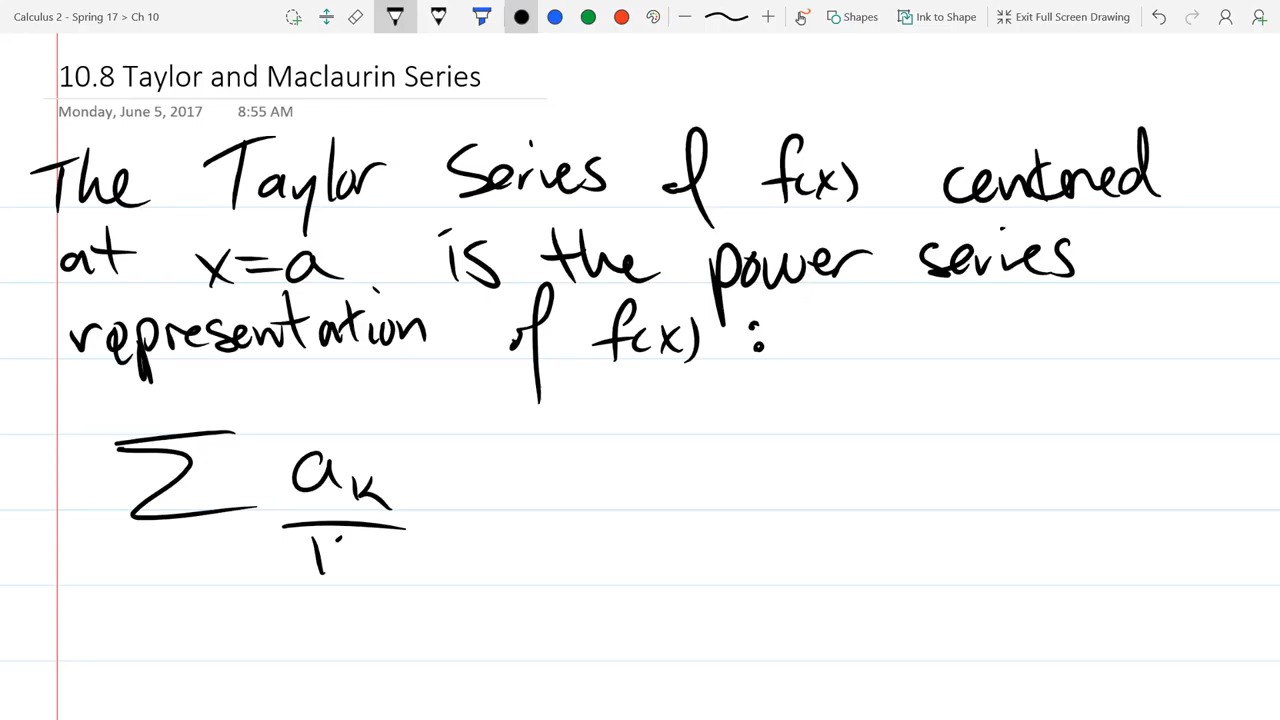 Calculus 2 - Spring 17 > Ch 10
Shapes
Ink to Shape
Exit Full Screen Drawing
10.8 Taylor and Maclaurin Series
Monday, June 5, 2017 8:55 AM
The Taylor Series of f(x) centered
at x=a is the power series
representation of f(x) :
Σ a_k